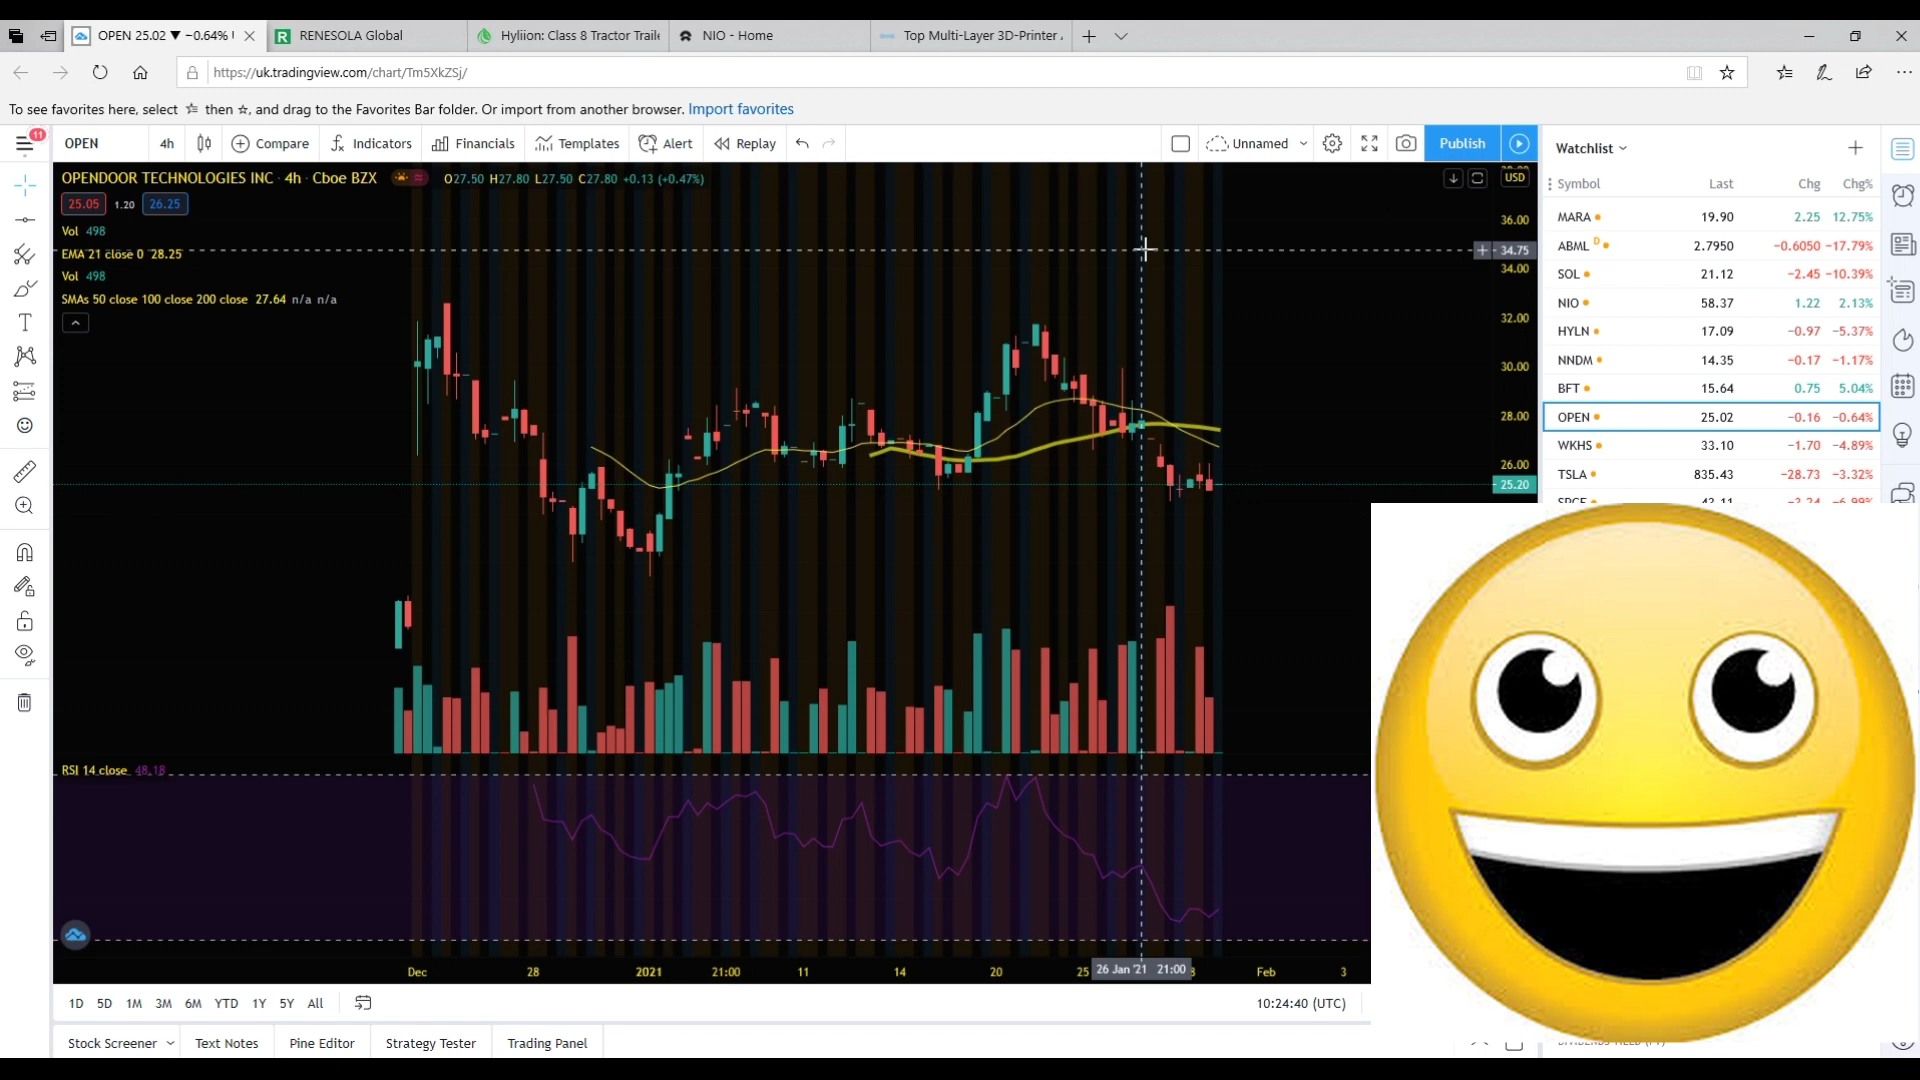 OPEN 25.02 ▼ −0.64%
RENESOLA Global
Hyliion: Class 8 Tractor Traile
NIO - Home
Top Multi-Layer 3D-Printer
https://uk.tradingview.com/chart/Tm5XkZSj/
To see favorites here, select then ☆, and drag to the Favorites Bar folder. Or import from another browser. Import favorites
11
OPEN 4h Compare Indicators Financials Templates Alert Replay Unnamed Publish
Watchlist
OPENDOOR TECHNOLOGIES INC · 4h · Cboe BZX O27.50 H27.80 L27.50 C27.80 +0.13 (+0.47%)
USD
25.05 1.20 26.25
Vol 498
EMA 21 close 0 28.25
Vol 498
SMAs 50 close 100 close 200 close 27.64 n/a n/a
36.00
34.75
34.00
32.00
30.00
28.00
26.00
25.20
Symbol Last Chg Chg%
MARA 19.90 2.25 12.75%
ABML D 2.7950 −0.6050 −17.79%
SOL 21.12 −2.45 −10.39%
NIO 58.37 1.22 2.13%
HYLN 17.09 −0.97 −5.37%
NNDM 14.35 −0.17 −1.17%
BFT 15.64 0.75 5.04%
OPEN 25.02 −0.16 −0.64%
WKHS 33.10 −1.70 −4.89%
TSLA 835.43 −28.73 −3.32%
RSI 14 close 48.18
Dec 28 2021 21:00 11 14 20 25 26 Jan '21 21:00 Feb 3
1D 5D 1M 3M 6M YTD 1Y 5Y All
10:24:40 (UTC)
Stock Screener Text Notes Pine Editor Strategy Tester Trading Panel